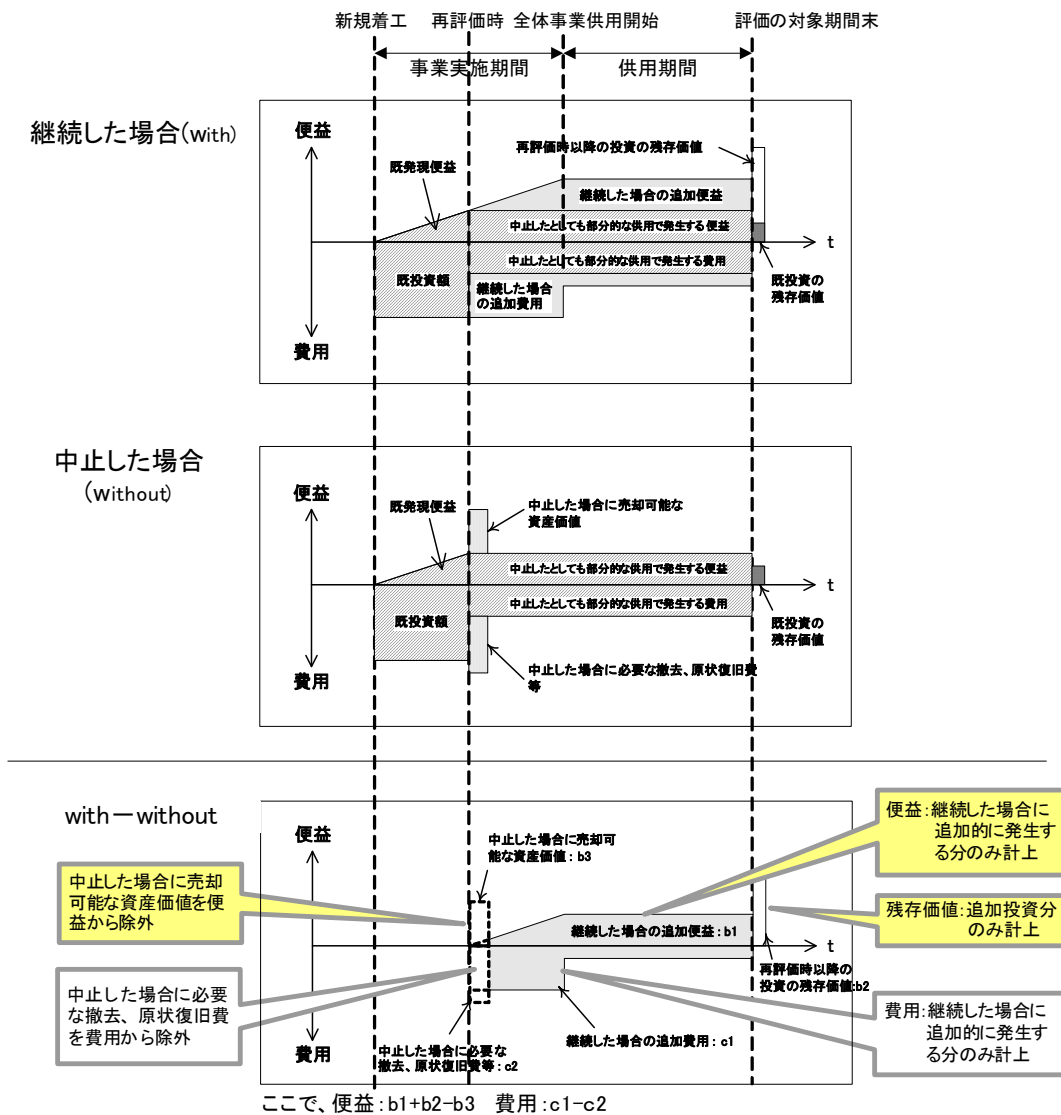 新規着工
再評価時
全体事業供用開始
評価の対象期間末
事業実施期間
供用期間
継続した場合(with)
便益
既発現便益
再評価時以降の投資の残存価値
継続した場合の追加便益
中止したとしても部分的な供用で発生する便益
t
中止したとしても部分的な供用で発生する費用
既投資額
継続した場合
の追加費用
既投資の
残存価値
費用
中止した場合
(without)
便益
既発現便益
中止した場合に売却可能な
資産価値
中止したとしても部分的な供用で発生する便益
t
中止したとしても部分的な供用で発生する費用
既投資額
既投資の
残存価値
中止した場合に必要な撤去、原状復旧費
等
費用
with-without
便益
中止した場合に売却可
能な資産価値:b3
便益:継続した場合に
追加的に発生す
る分のみ計上
中止した場合に売却
可能な資産価値を便
益から除外
継続した場合の追加便益:b1
残存価値:追加投資分
のみ計上
t
再評価時以降の
投資の残存価値:b2
中止した場合に必要
な撤去、原状復旧費
を費用から除外
費用:継続した場合に
追加的に発生す
る分のみ計上
費用
中止した場合に必要な
撤去、原状復旧費等:c2
継続した場合の追加費用:c1
ここで、便益:b1+b2-b3 費用:c1-c2